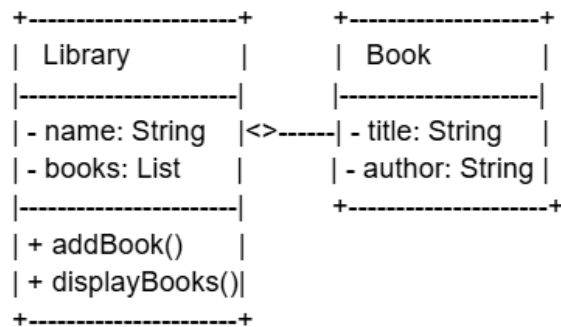 +-----------------------+ +--------------------+
| Library | | Book |
|-----------------------| |--------------------|
| - name: String |<>------| - title: String |
| - books: List | | - author: String |
|-----------------------| +--------------------+
| + addBook() |
| + displayBooks()|
+-----------------------+